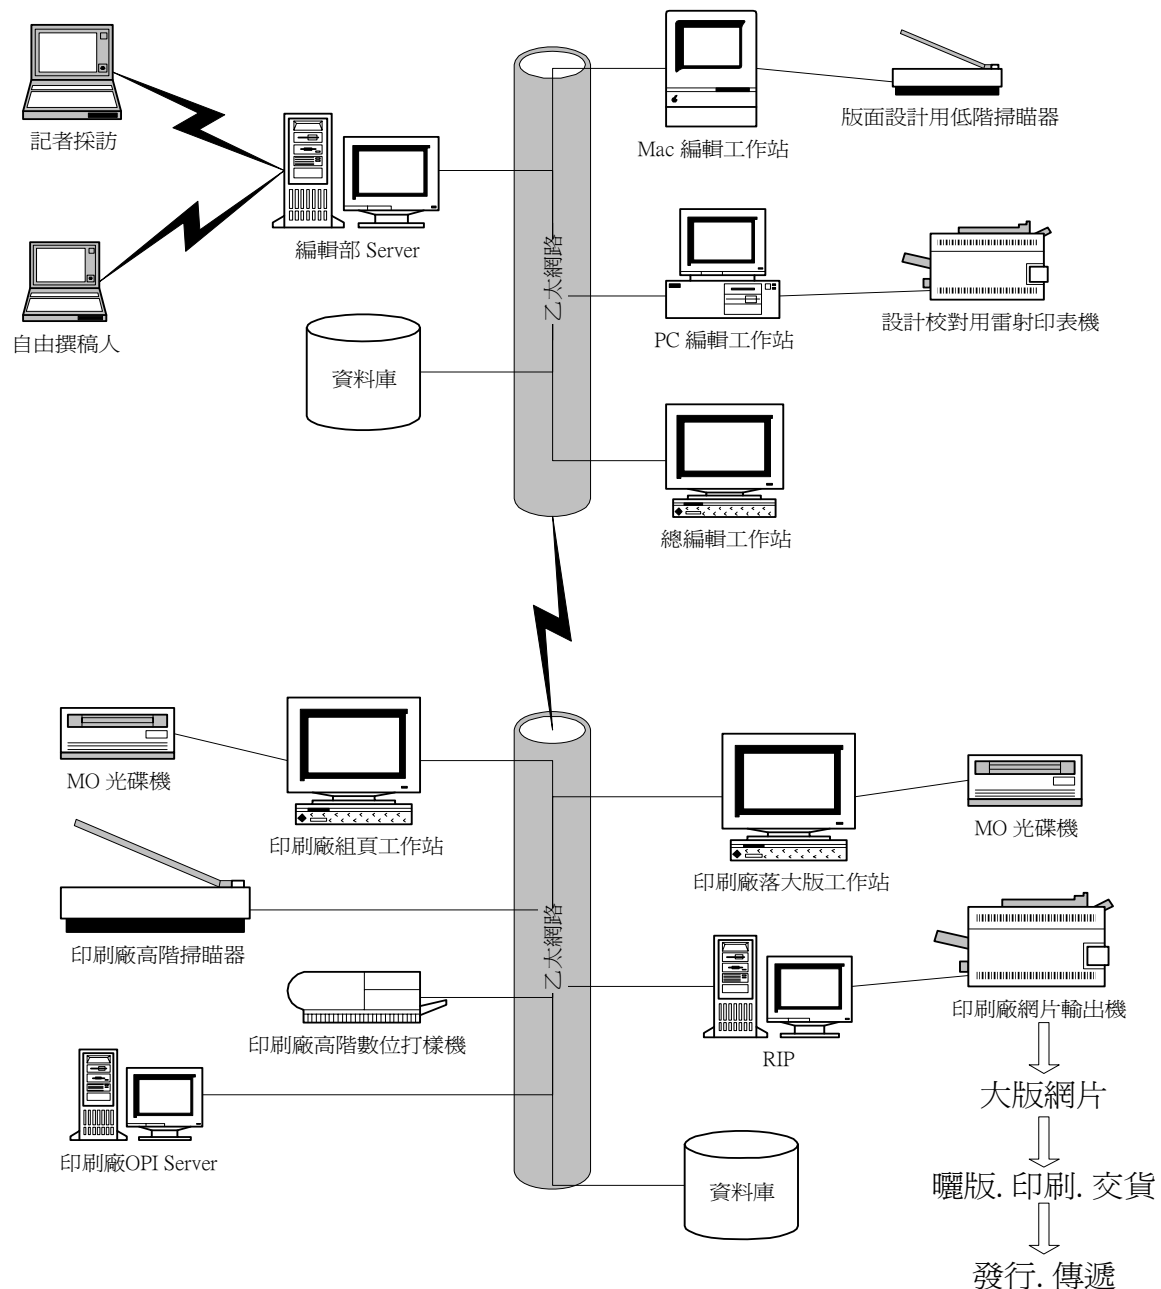 記者採訪
自由撰稿人
編輯部 Server
資料庫
乙太網路
Mac 編輯工作站
版面設計用低階掃瞄器
PC 編輯工作站
設計校對用雷射印表機
總編輯工作站
MO 光碟機
印刷廠組頁工作站
印刷廠高階掃瞄器
印刷廠高階數位打樣機
印刷廠OPI Server
乙太網路
印刷廠落大版工作站
MO 光碟機
RIP
印刷廠網片輸出機
資料庫
大版網片
曬版. 印刷. 交貨
發行. 傳遞